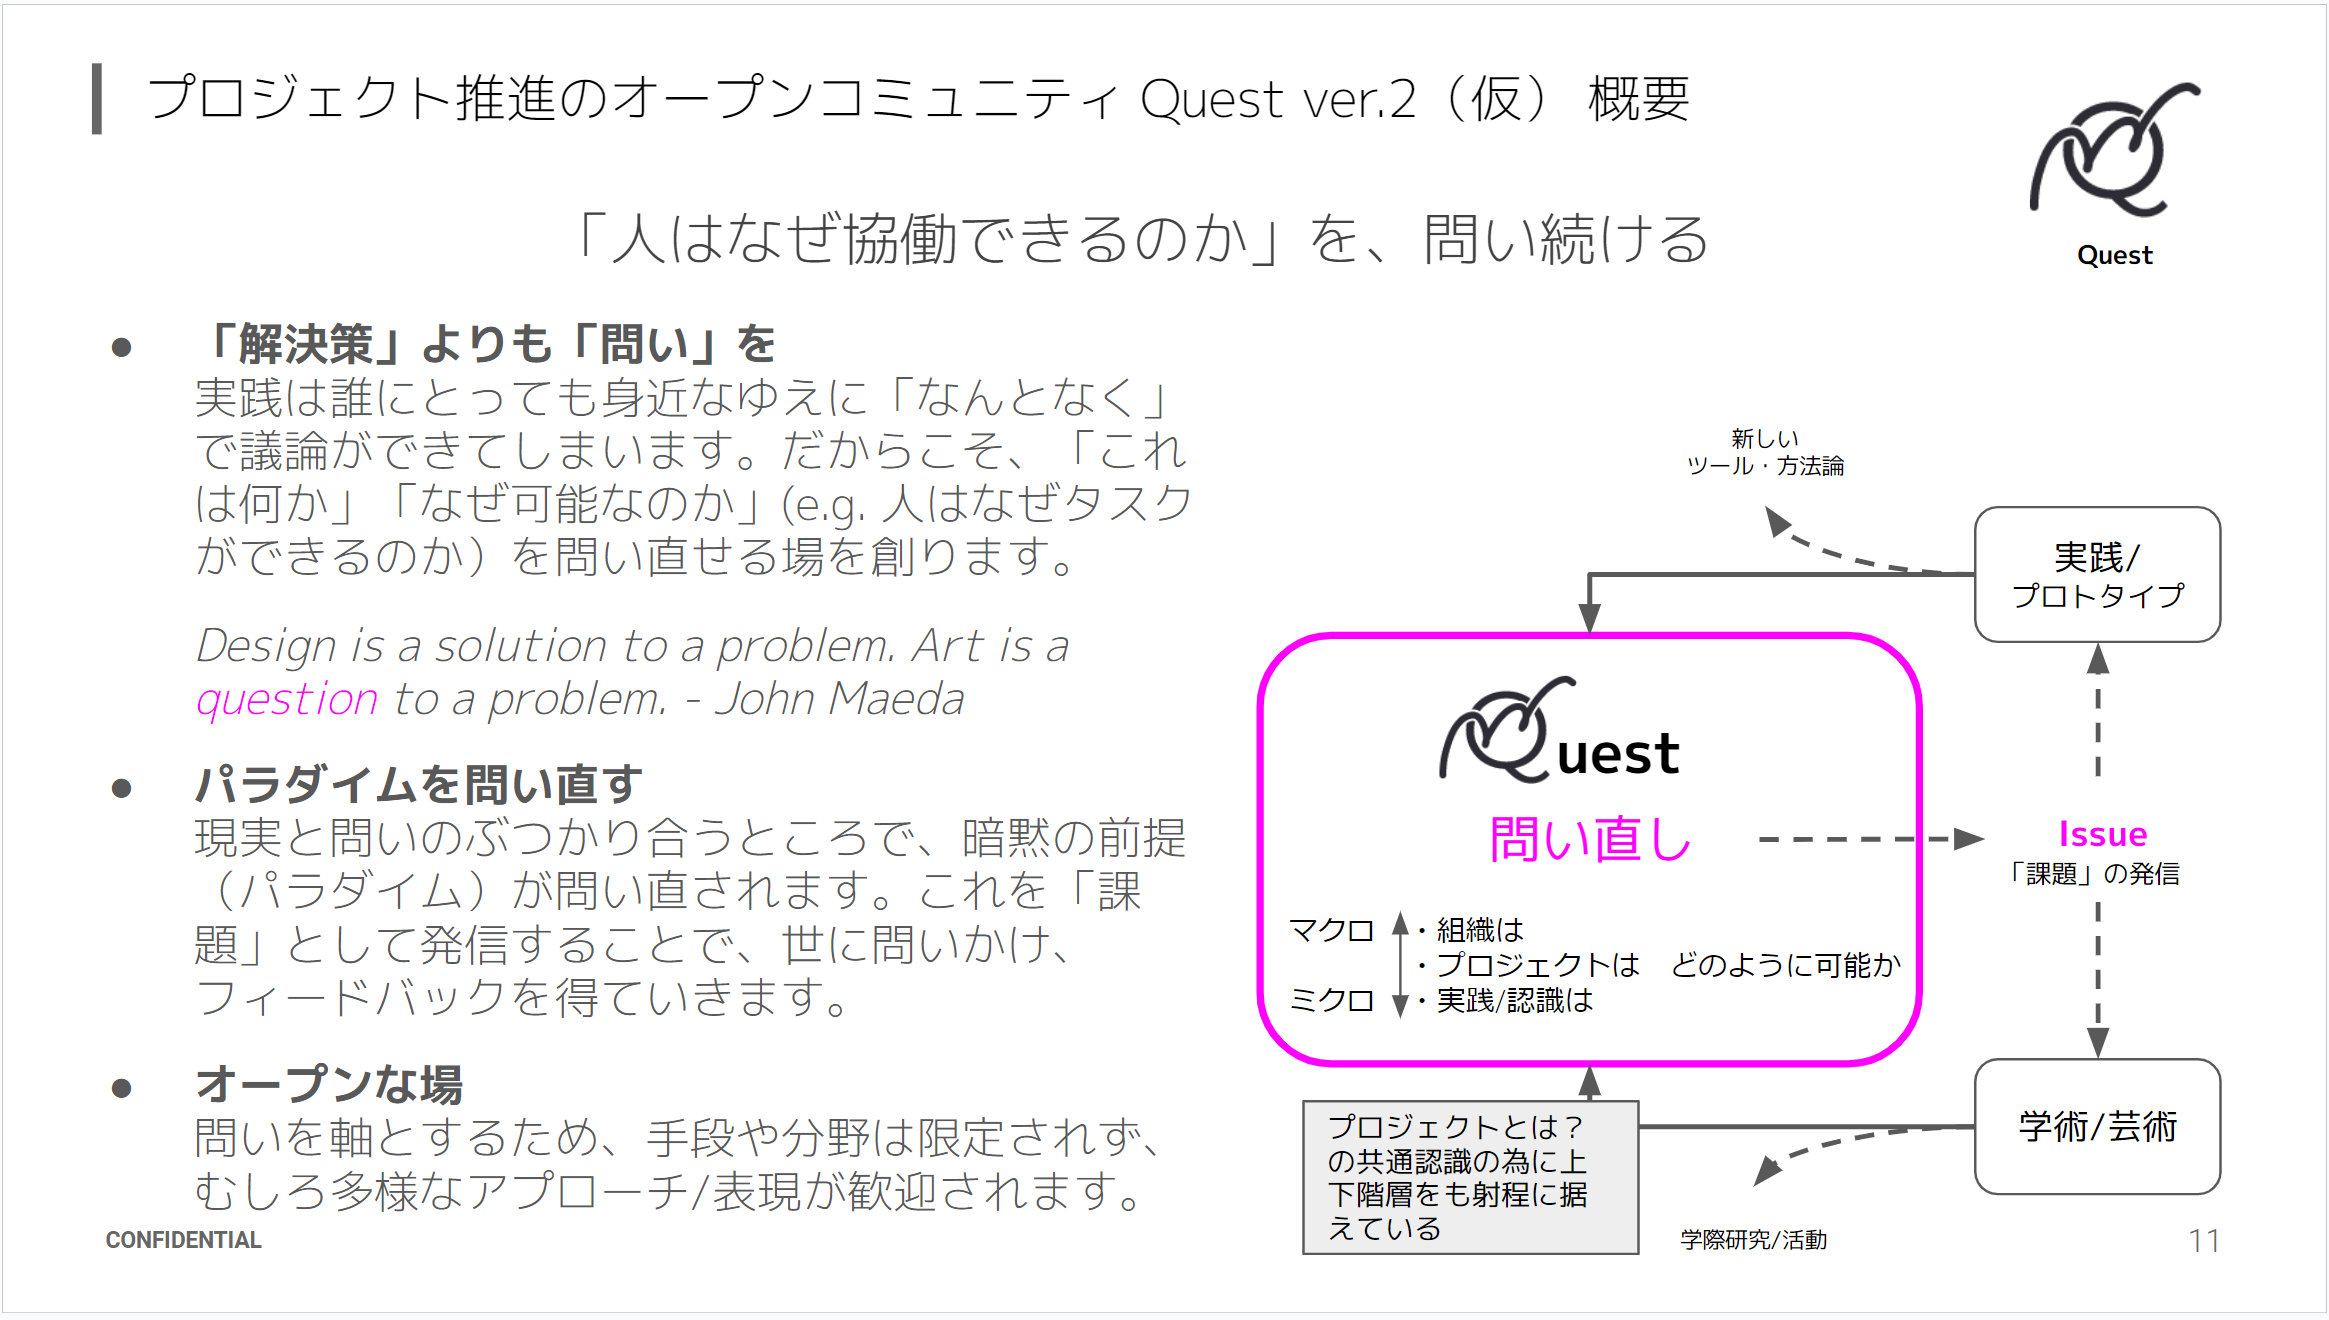 プロジェクト推進のオープンコミュニティ Quest ver.2（仮） 概要
Quest
「人はなぜ協働できるのか」を、問い続ける
● 「解決策」よりも「問い」を
実践は誰にとっても身近なゆえに「なんとなく」
で議論ができてしまいます。だからこそ、「これ
は何か」「なぜ可能なのか」(e.g. 人はなぜタスク
ができるのか）を問い直せる場を創ります。
Design is a solution to a problem. Art is a
question to a problem. - John Maeda
● パラダイムを問い直す
現実と問いのぶつかり合うところで、暗黙の前提
（パラダイム）が問い直されます。これを「課
題」として発信することで、世に問いかけ、
フィードバックを得ていきます。
● オープンな場
問いを軸とするため、手段や分野は限定されず、
むしろ多様なアプローチ/表現が歓迎されます。
新しい
ツール・方法論
実践/
プロトタイプ
Quest
問い直し
Issue
「課題」の発信
マクロ ・組織は
・プロジェクトは どのように可能か
ミクロ ・実践/認識は
プロジェクトとは？
の共通認識の為に上
下階層をも射程に据
えている
学術/芸術
学際研究/活動
CONFIDENTIAL
11